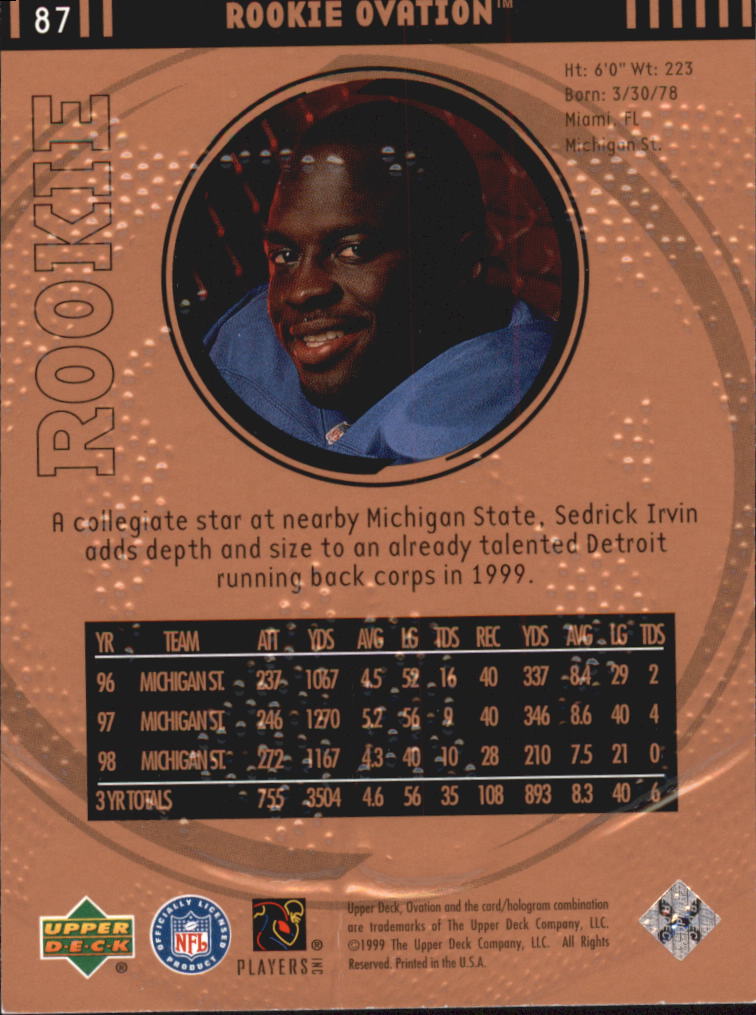 87
ROOKIE OVATION™
Ht: 6'0" Wt: 223
Born: 3/30/78
Miami, FL
Michigan St.
ROOKIE
A collegiate star at nearby Michigan State, Sedrick Irvin
adds depth and size to an already talented Detroit
running back corps in 1999.
YR TEAM ATT YDS AVG LG TDS REC YDS AVG LG TDS
96 MICHIGAN ST. 237 1067 4.5 52 16 40 337 8.4 29 2
97 MICHIGAN ST. 246 1270 5.2 56 9 40 346 8.6 40 4
98 MICHIGAN ST. 272 1167 4.3 40 10 28 210 7.5 21 0
3 YR TOTALS 755 3504 4.6 56 35 108 893 8.3 40 6
UPPER
D·E·C·K
®
OFFICIALLY LICENSED
NFL
PRODUCT
PLAYERS INC
®
Upper Deck, Ovation and the card/hologram combination
are trademarks of The Upper Deck Company, LLC.
©1999 The Upper Deck Company, LLC. All Rights
Reserved. Printed in the U.S.A.